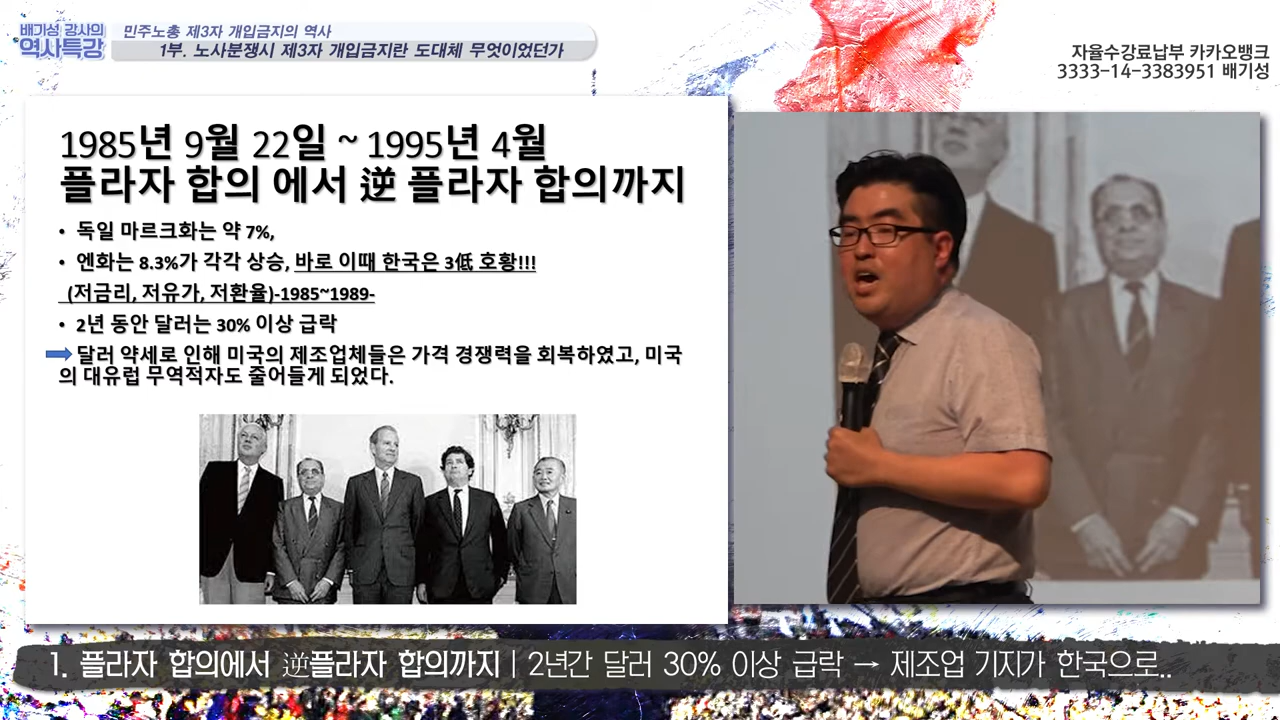 배기성 강사의
역사특강
민주노총 제3자 개입금지의 역사
1부. 노사분쟁시 제3자 개입금지란 도대체 무엇이었던가
자율수강료납부 카카오뱅크
3333-14-3383951 배기성
1985년 9월 22일 ~ 1995년 4월
플라자 합의 에서 逆 플라자 합의까지
• 독일 마르크화는 약 7%,
• 엔화는 8.3%가 각각 상승, 바로 이때 한국은 3低 호황!!!
(저금리, 저유가, 저환율)-1985~1989-
• 2년 동안 달러는 30% 이상 급락
달러 약세로 인해 미국의 제조업체들은 가격 경쟁력을 회복하였고, 미국
의 대유럽 무역적자도 줄어들게 되었다.
1. 플라자 합의에서 逆플라자 합의까지 | 2년간 달러 30% 이상 급락 → 제조업 기지가 한국으로..